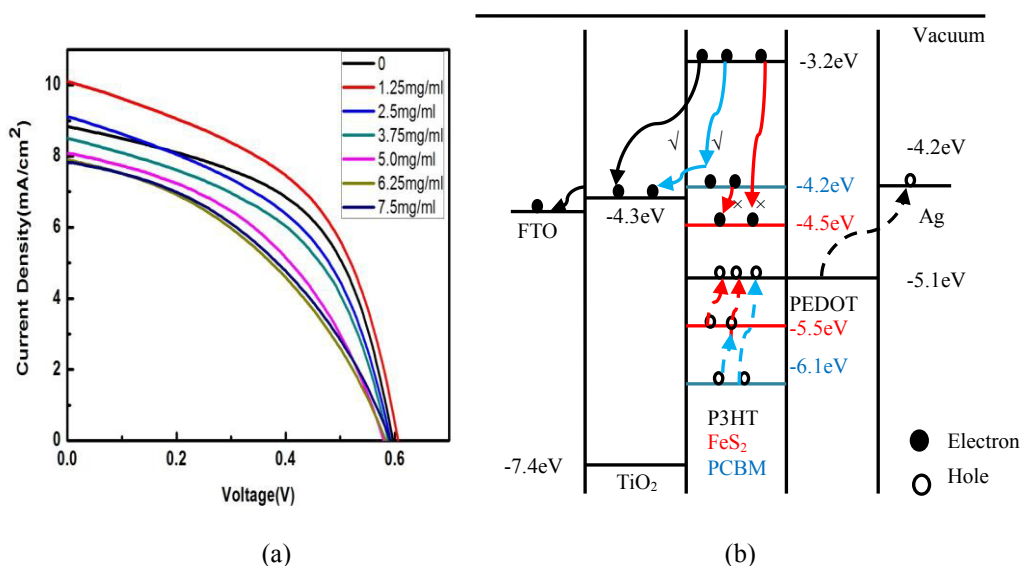 10
8
6
4
2
0
Current Density(mA/cm²)
0.0
0.2
0.4
0.6
Voltage(V)
0
1.25mg/ml
2.5mg/ml
3.75mg/ml
5.0mg/ml
6.25mg/ml
7.5mg/ml
(a)
Vacuum
-3.2eV
√ √
-4.2eV
-4.2eV
× ×
FTO
-4.3eV
-4.5eV
Ag
-5.1eV
PEDOT
-5.5eV
-6.1eV
P3HT
FeS₂
PCBM
-7.4eV
TiO₂
Electron
Hole
(b)